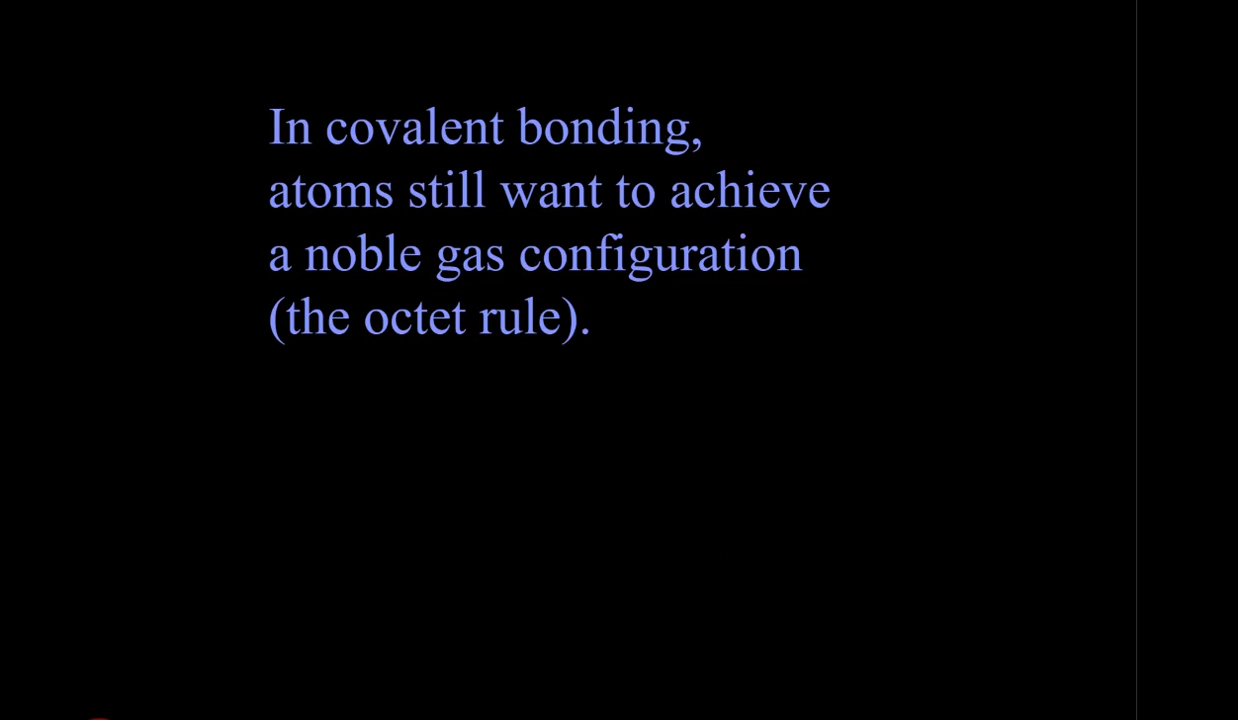 In covalent bonding,
atoms still want to achieve
a noble gas configuration
(the octet rule).